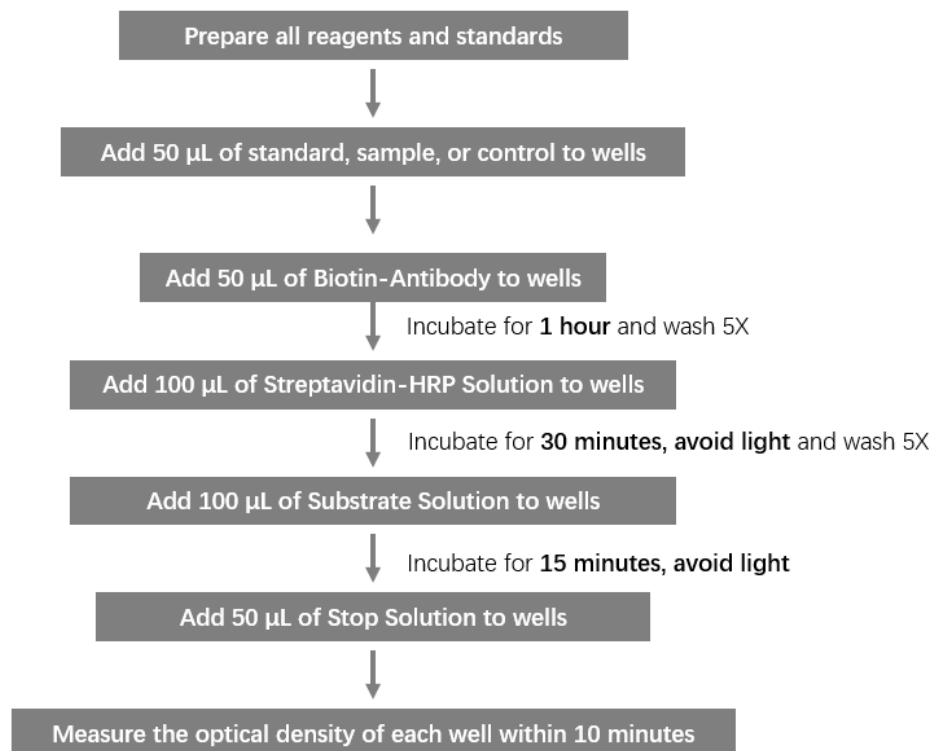 Prepare all reagents and standards
Add 50 µL of standard, sample, or control to wells
Add 50 µL of Biotin-Antibody to wells
Incubate for 1 hour and wash 5X
Add 100 µL of Streptavidin-HRP Solution to wells
Incubate for 30 minutes, avoid light and wash 5X
Add 100 µL of Substrate Solution to wells
Incubate for 15 minutes, avoid light
Add 50 µL of Stop Solution to wells
Measure the optical density of each well within 10 minutes